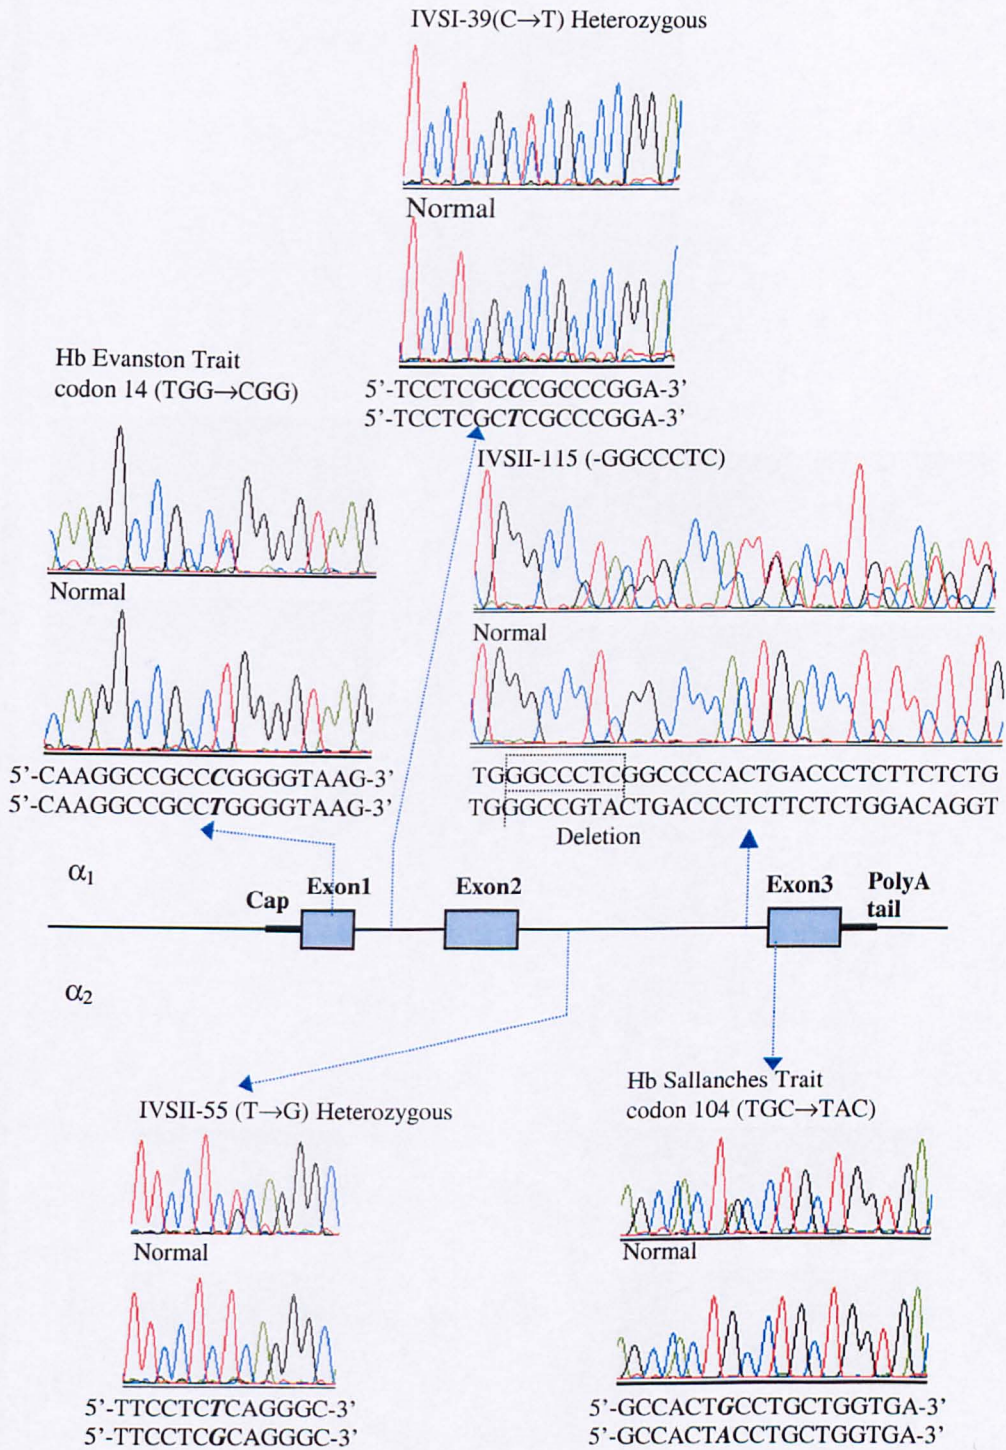 IVSI-39(C→T) Heterozygous
Normal
5’-TCCTCGCCCGCCCGGA-3’
5’-TCCTCGCTCGCCCGGA-3’
Hb Evanston Trait
codon 14 (TGG→CGG)
Normal
5’-CAAGGCCGCCCGGGGTAAG-3’
5’-CAAGGCCGCCTGGGGTAAG-3’
IVSII-115 (-GGCCCTC)
Normal
TGGGGCCCTCGGCCCCACTGACCCTCTTCTCTG
TGGGGCCGTACTGACCCTCTTCTCTGGACAGGT
Deletion
α1
Cap
Exon1
Exon2
Exon3
PolyA
tail
α2
IVSII-55 (T→G) Heterozygous
Normal
5’-TTCCTCTCAGGGC-3’
5’-TTCCTCGCAGGGC-3’
Hb Sallanches Trait
codon 104 (TGC→TAC)
Normal
5’-GCCACTGCCTGCTGGTGA-3’
5’-GCCACTACCTGCTGGTGA-3’